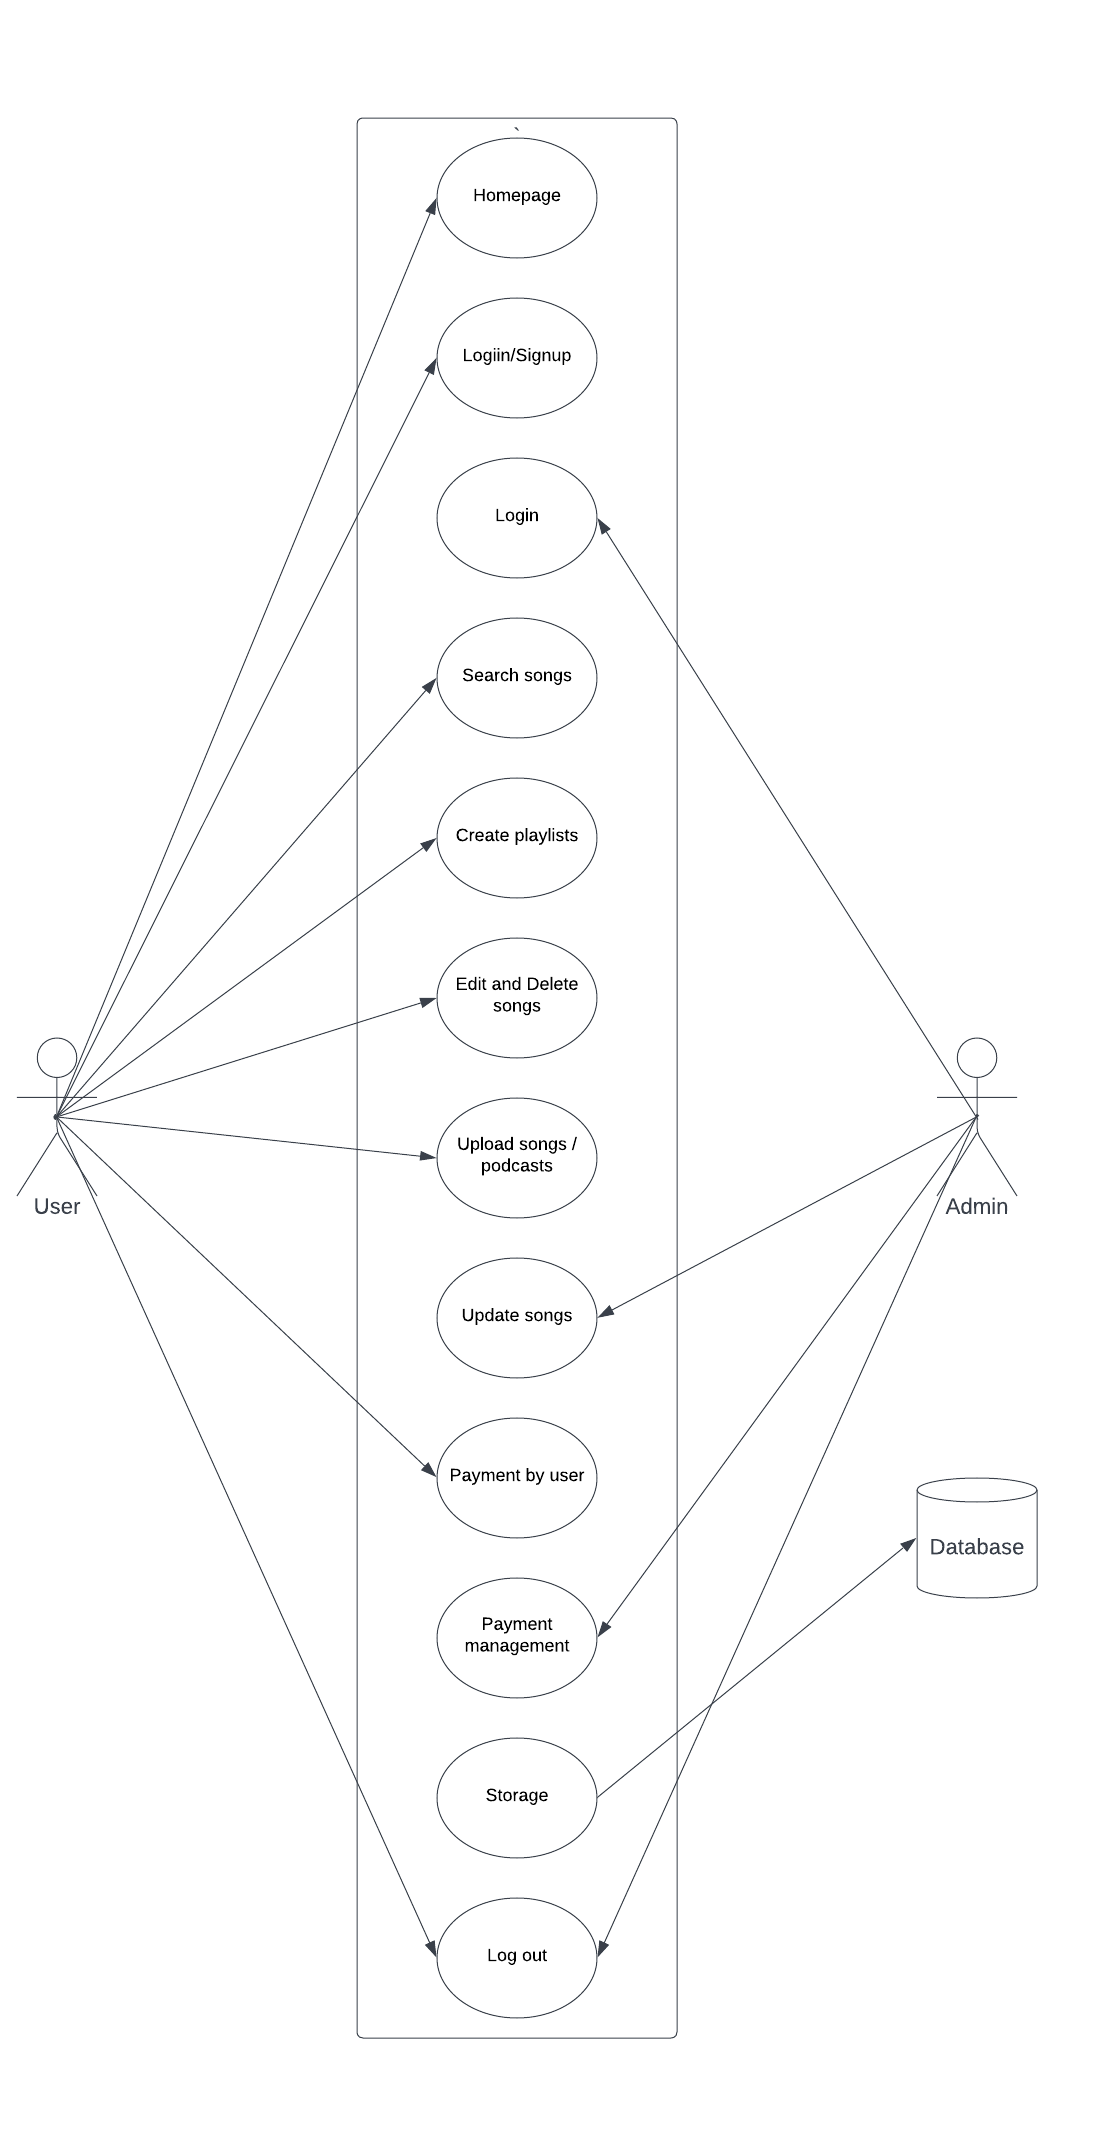 `
Homepage
Logiin/Signup
Login
Search songs
Create playlists
Edit and Delete
songs
Upload songs /
podcasts
User
Admin
Update songs
Payment by user
Database
Payment
management
Storage
Log out